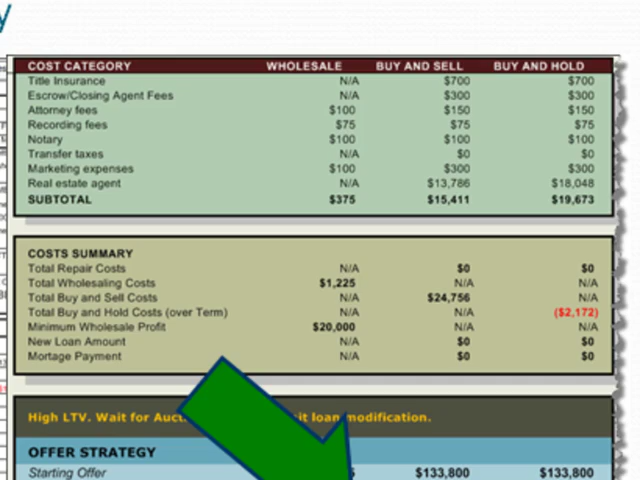 y
COST CATEGORY WHOLESALE BUY AND SELL BUY AND HOLD
Title Insurance N/A $700 $700
Escrow/Closing Agent Fees N/A $300 $300
Attorney fees $100 $150 $150
Recording fees $75 $75 $75
Notary $100 $100 $100
Transfer taxes N/A $0 $0
Marketing expenses $100 $300 $300
Real estate agent N/A $13,786 $18,048
SUBTOTAL $375 $15,411 $19,673
COSTS SUMMARY
Total Repair Costs N/A $0 $0
Total Wholesaling Costs $1,225 N/A N/A
Total Buy and Sell Costs N/A $24,756 N/A
Total Buy and Hold Costs (over Term) N/A N/A ($2,172)
Minimum Wholesale Profit $20,000 N/A N/A
New Loan Amount N/A $0 $0
Mortage Payment N/A $0 $0
High LTV. Wait for loan modification.
OFFER STRATEGY
Starting Offer $133,800 $133,800